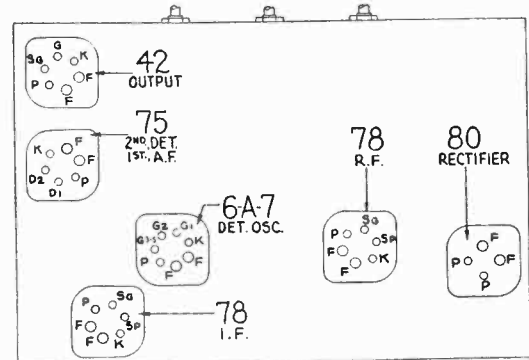 G
SG K
P F
F
42
OUTPUT
75
2ND. DET.
1ST., A.F.
F
K F
D2 P
D1
6-A-7
DET. OSC.
G2 G1
G3-5 K
P F
F
78
R.F.
SG
P SP
F K
F
80
RECTIFIER
F
P F
P
78
I.F.
SG
P SP
F K
F